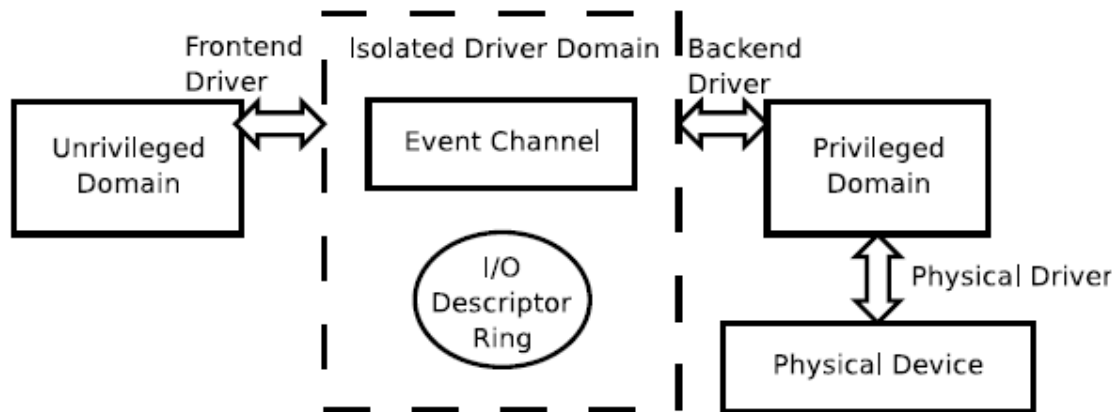 Frontend
Driver
Isolated Driver Domain
Backend
Driver
Unrivileged
Domain
Event Channel
Privileged
Domain
I/O
Descriptor
Ring
Physical Driver
Physical Device